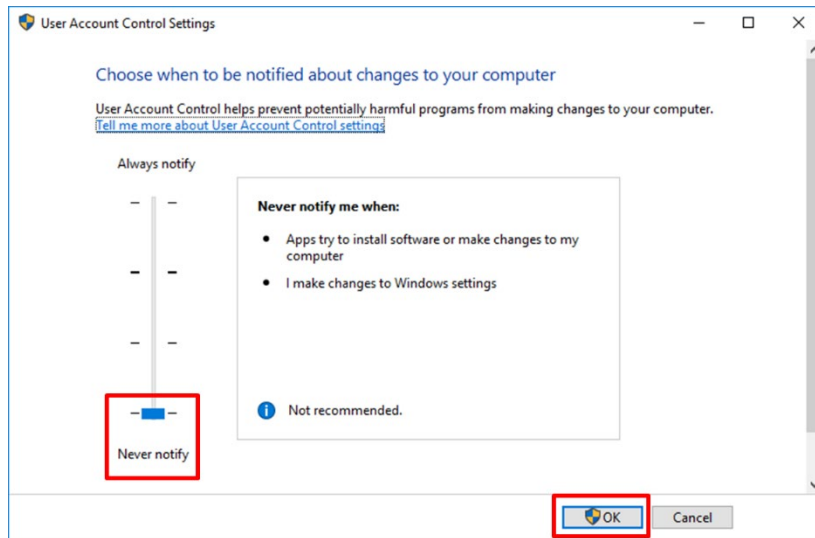 User Account Control Settings
Choose when to be notified about changes to your computer
User Account Control helps prevent potentially harmful programs from making changes to your computer.
Tell me more about User Account Control settings
Always notify
Never notify me when:
Apps try to install software or make changes to my
computer
I make changes to Windows settings
Not recommended.
Never notify
OK
Cancel